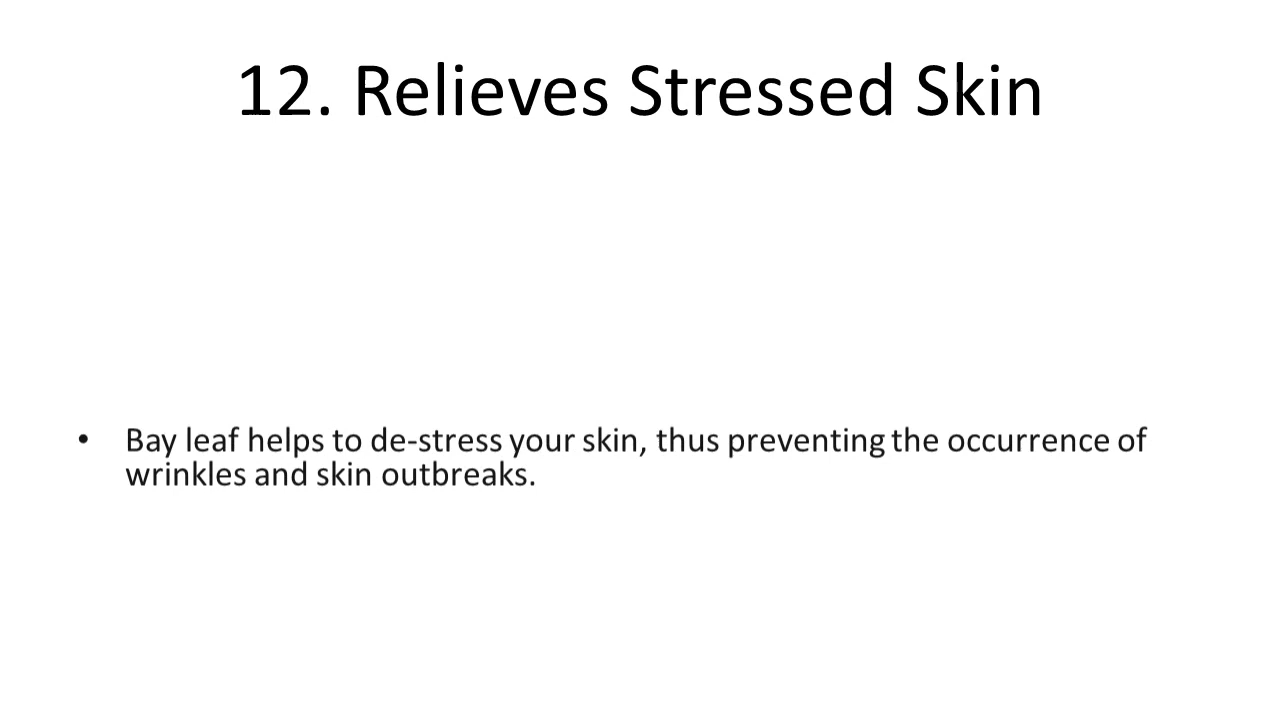 12. Relieves Stressed Skin
• Bay leaf helps to de-stress your skin, thus preventing the occurrence of
wrinkles and skin outbreaks.